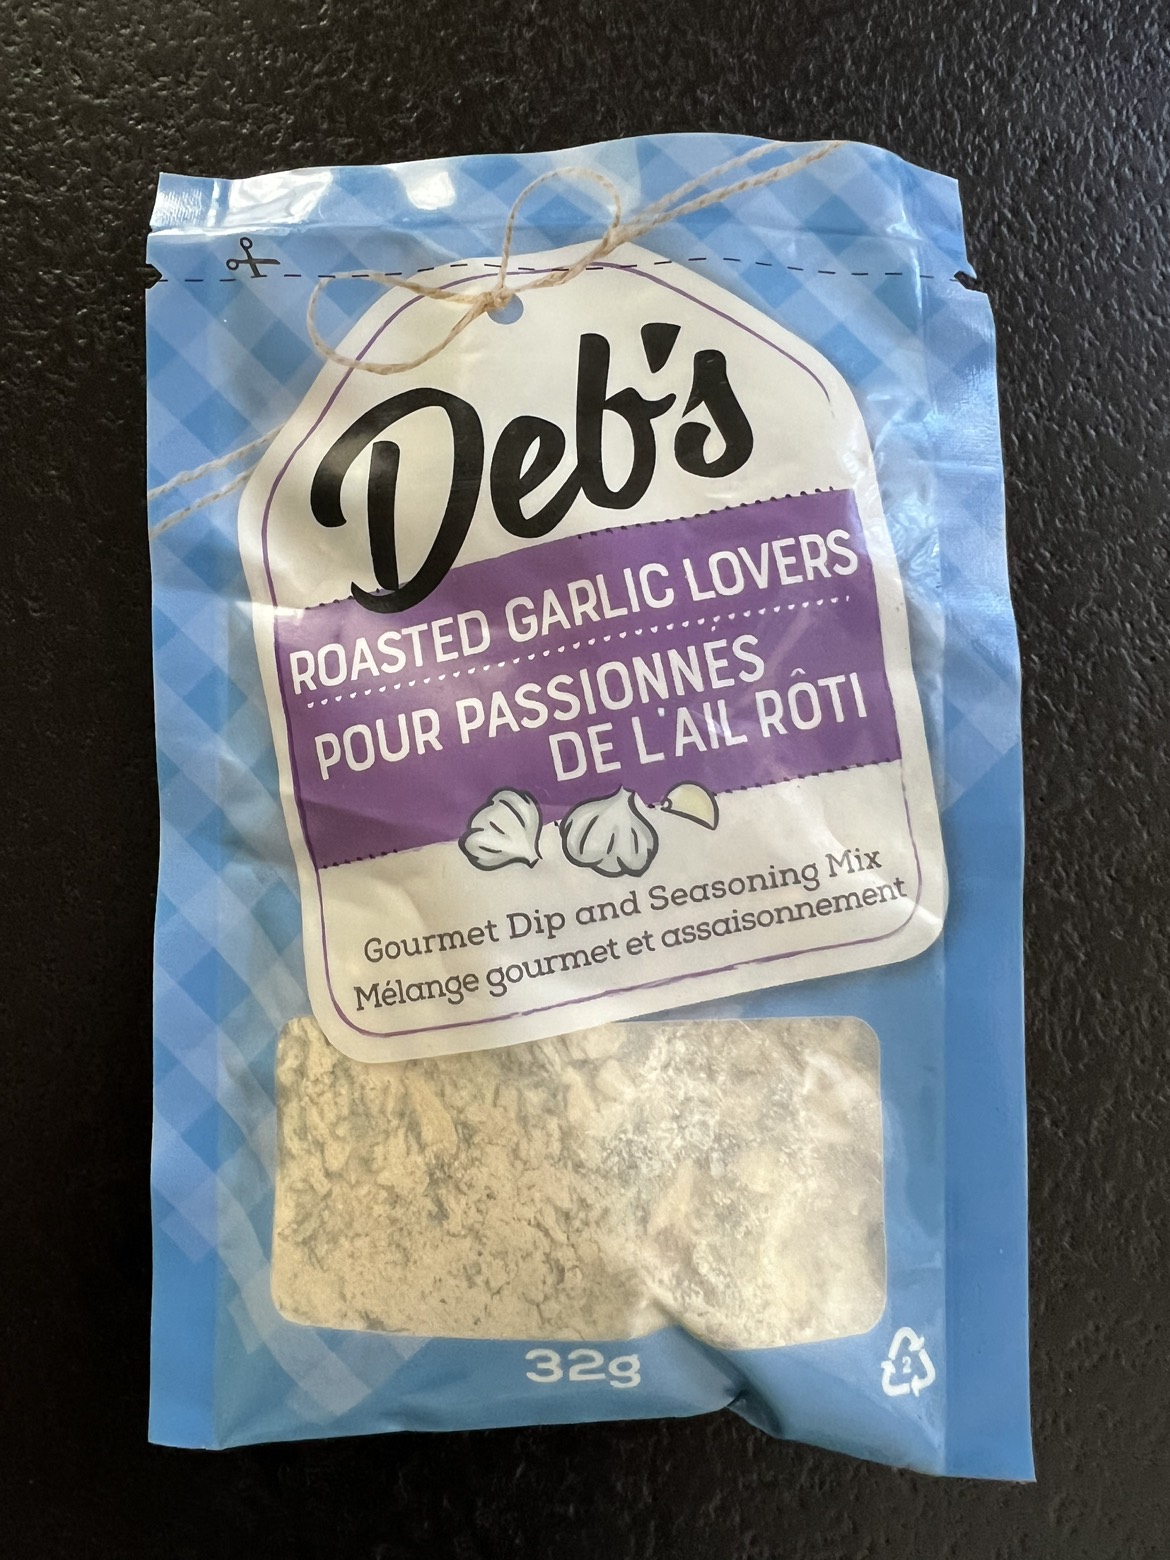 Deb's
ROASTED GARLIC LOVERS
POUR PASSIONNÉS
DE L'AIL RÔTI
Gourmet Dip and Seasoning Mix
Mélange gourmet et assaisonnement
32g
2